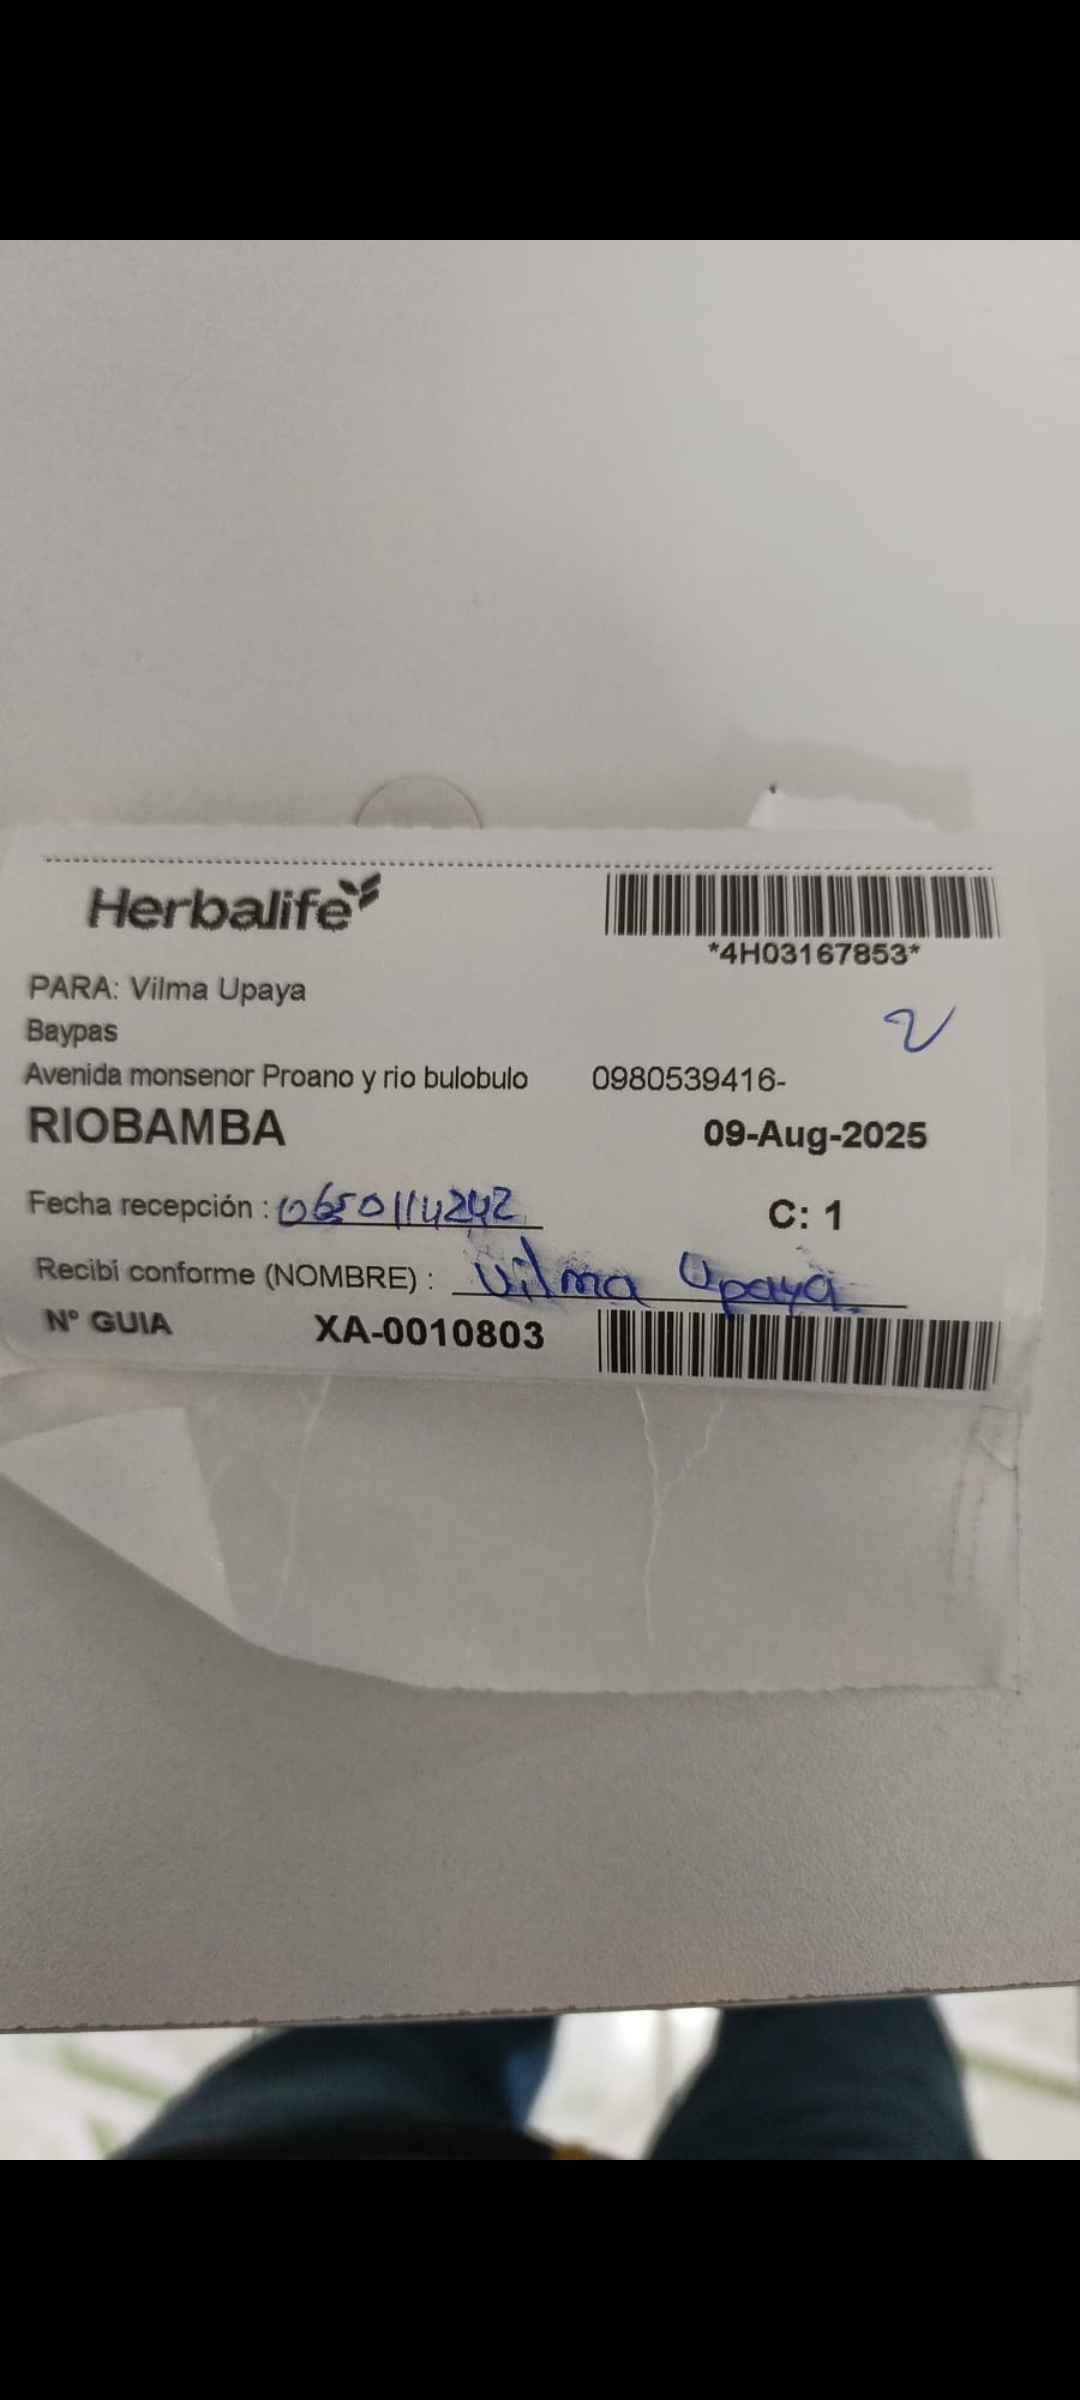 Herbalife
*4H03167853*
PARA: Vilma Upaya
Baypas
Avenida monsenor Proano y rio bulobulo 0980539416-
RIOBAMBA 09-Aug-2025
Fecha recepción : 0650114242 C: 1
Recibí conforme (NOMBRE) : Vilma Upaya.
N° GUIA XA-0010803